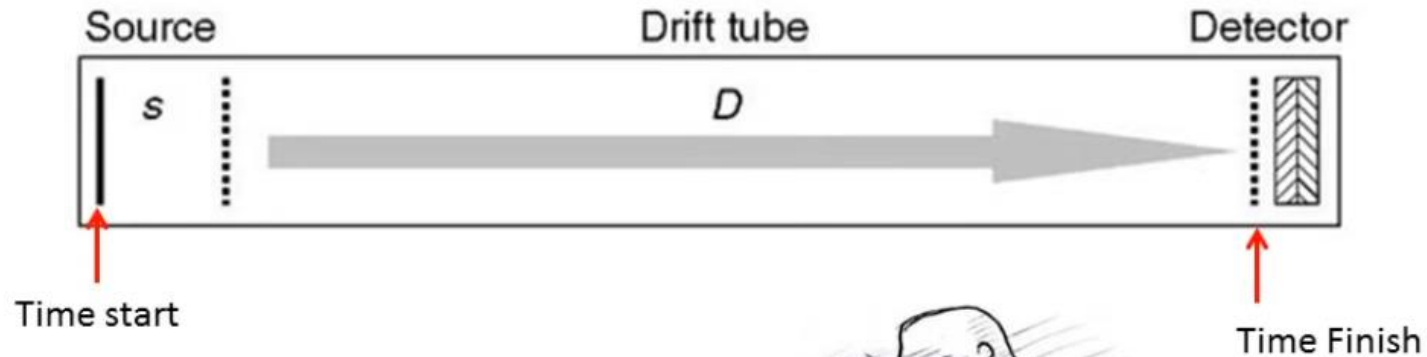 Source Drift tube Detector
s D
Time start
Time Finish